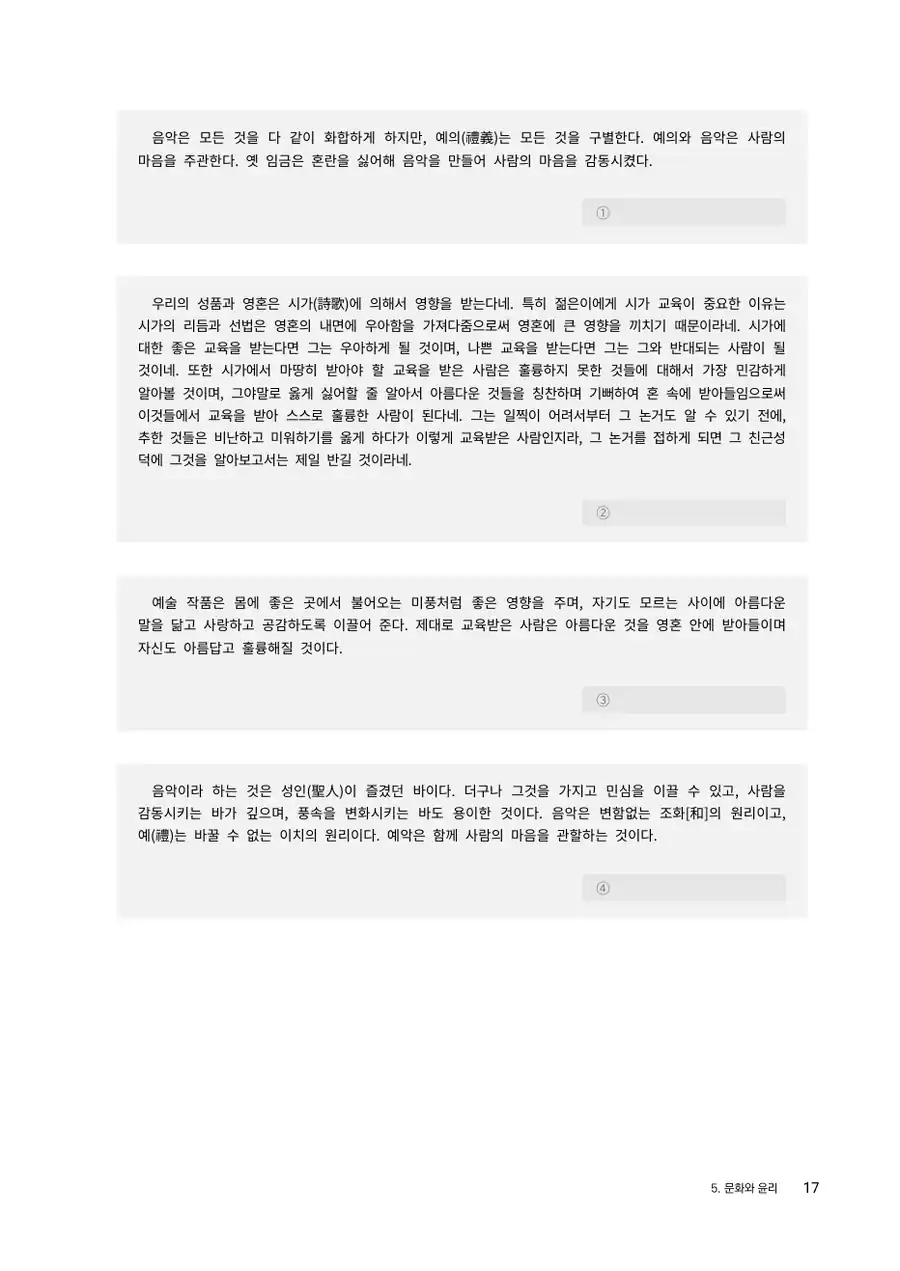 음악은 모든 것을 다 같이 화합하게 하지만, 예의(禮義)는 모든 것을 구별한다. 예의와 음악은 사람의
마음을 주관한다. 옛 임금은 혼란을 싫어해 음악을 만들어 사람의 마음을 감동시켰다.
①
우리의 성품과 영혼은 시가(詩歌)에 의해서 영향을 받는다네. 특히 젊은이에게 시가 교육이 중요한 이유는
시가의 리듬과 선법은 영혼의 내면에 우아함을 가져다줌으로써 영혼에 큰 영향을 끼치기 때문이라네. 시가에
대한 좋은 교육을 받는다면 그는 우아하게 될 것이며, 나쁜 교육을 받는다면 그는 그와 반대되는 사람이 될
것이네. 또한 시가에서 마땅히 받아야 할 교육을 받은 사람은 훌륭하지 못한 것들에 대해서 가장 민감하게
알아볼 것이며, 그야말로 옳게 싫어할 줄 알아서 아름다운 것들을 칭찬하며 기뻐하여 혼 속에 받아들임으로써
이것들에서 교육을 받아 스스로 훌륭한 사람이 된다네. 그는 일찍이 어려서부터 그 논거도 알 수 있기 전에,
추한 것들은 비난하고 미워하기를 옳게 하다가 이렇게 교육받은 사람인지라, 그 논거를 접하게 되면 그 친근성
덕에 그것을 알아보고서는 제일 반길 것이라네.
②
예술 작품은 몸에 좋은 곳에서 불어오는 미풍처럼 좋은 영향을 주며, 자기도 모르는 사이에 아름다운
말을 닮고 사랑하고 공감하도록 이끌어 준다. 제대로 교육받은 사람은 아름다운 것을 영혼 안에 받아들이며
자신도 아름답고 훌륭해질 것이다.
③
음악이라 하는 것은 성인(聖人)이 즐겼던 바이다. 더구나 그것을 가지고 민심을 이끌 수 있고, 사람을
감동시키는 바가 깊으며, 풍속을 변화시키는 바도 용이한 것이다. 음악은 변함없는 조화[和]의 원리이고,
예(禮)는 바꿀 수 없는 이치의 원리이다. 예악은 함께 사람의 마음을 관할하는 것이다.
④
5. 문화와 윤리 17